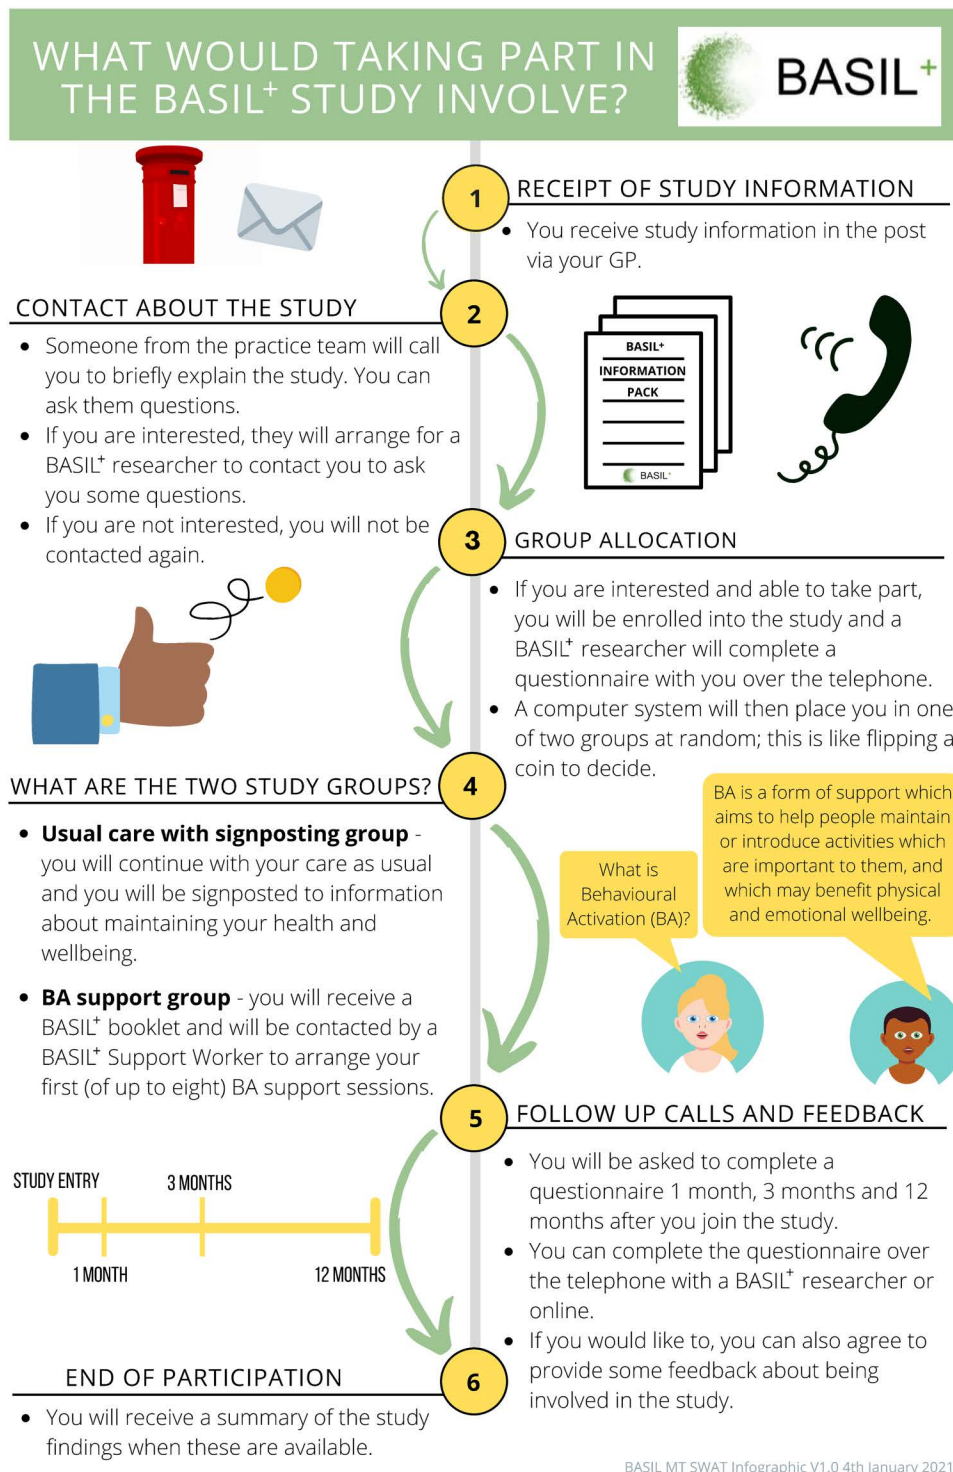 WHAT WOULD TAKING PART IN
THE BASIL+ STUDY INVOLVE?
BASIL+
1
RECEIPT OF STUDY INFORMATION
• You receive study information in the post
via your GP.
2
CONTACT ABOUT THE STUDY
• Someone from the practice team will call
you to briefly explain the study. You can
ask them questions.
• If you are interested, they will arrange for a
BASIL+ researcher to contact you to ask
you some questions.
• If you are not interested, you will not be
contacted again.
BASIL+
INFORMATION
PACK
BASIL+
3
GROUP ALLOCATION
• If you are interested and able to take part,
you will be enrolled into the study and a
BASIL+ researcher will complete a
questionnaire with you over the telephone.
• A computer system will then place you in one
of two groups at random; this is like flipping a
coin to decide.
4
WHAT ARE THE TWO STUDY GROUPS?
• Usual care with signposting group -
you will continue with your care as usual
and you will be signposted to information
about maintaining your health and
wellbeing.
• BA support group - you will receive a
BASIL+ booklet and will be contacted by a
BASIL+ Support Worker to arrange your
first (of up to eight) BA support sessions.
What is
Behavioural
Activation (BA)?
BA is a form of support which
aims to help people maintain
or introduce activities which
are important to them, and
which may benefit physical
and emotional wellbeing.
5
FOLLOW UP CALLS AND FEEDBACK
• You will be asked to complete a
questionnaire 1 month, 3 months and 12
months after you join the study.
• You can complete the questionnaire over
the telephone with a BASIL+ researcher or
online.
• If you would like to, you can also agree to
provide some feedback about being
involved in the study.
STUDY ENTRY
3 MONTHS
1 MONTH
12 MONTHS
6
END OF PARTICIPATION
• You will receive a summary of the study
findings when these are available.
BASIL MT SWAT Infographic V1.0 4th January 2021